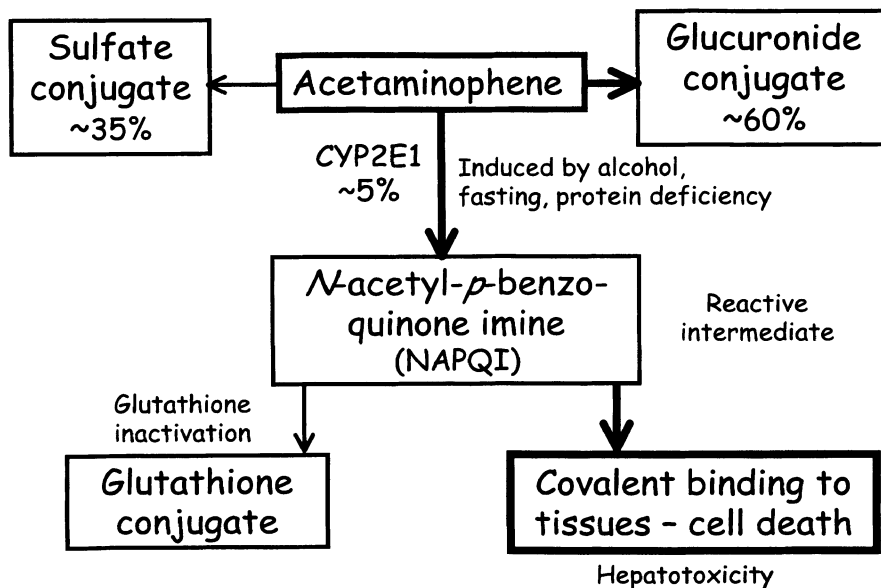 Sulfate
conjugate
~35%
Acetaminophene
Glucuronide
conjugate
~60%
CYP2E1
~5%
Induced by alcohol,
fasting, protein deficiency
N-acetyl-p-benzo-
quinone imine
(NAPQI)
Reactive
intermediate
Glutathione
inactivation
Glutathione
conjugate
Covalent binding to
tissues – cell death
Hepatotoxicity